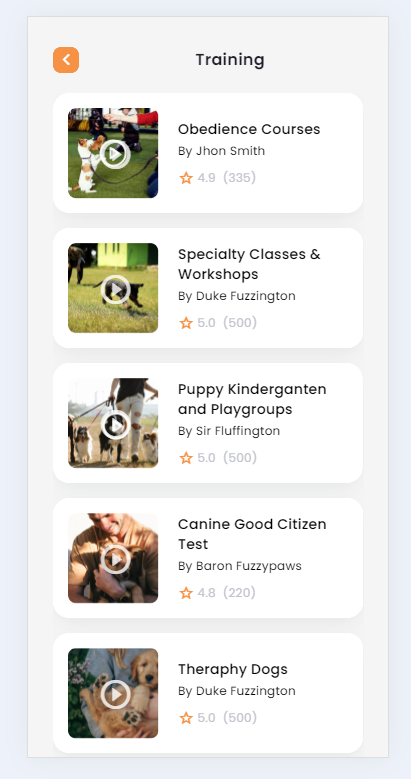 Training
Obedience Courses
By Jhon Smith
4.9 (335)
Specialty Classes &
Workshops
By Duke Fuzzington
5.0 (500)
Puppy Kinderganten
and Playgroups
By Sir Fluffington
5.0 (500)
Canine Good Citizen
Test
By Baron Fuzzypaws
4.8 (220)
Theraphy Dogs
By Duke Fuzzington
5.0 (500)